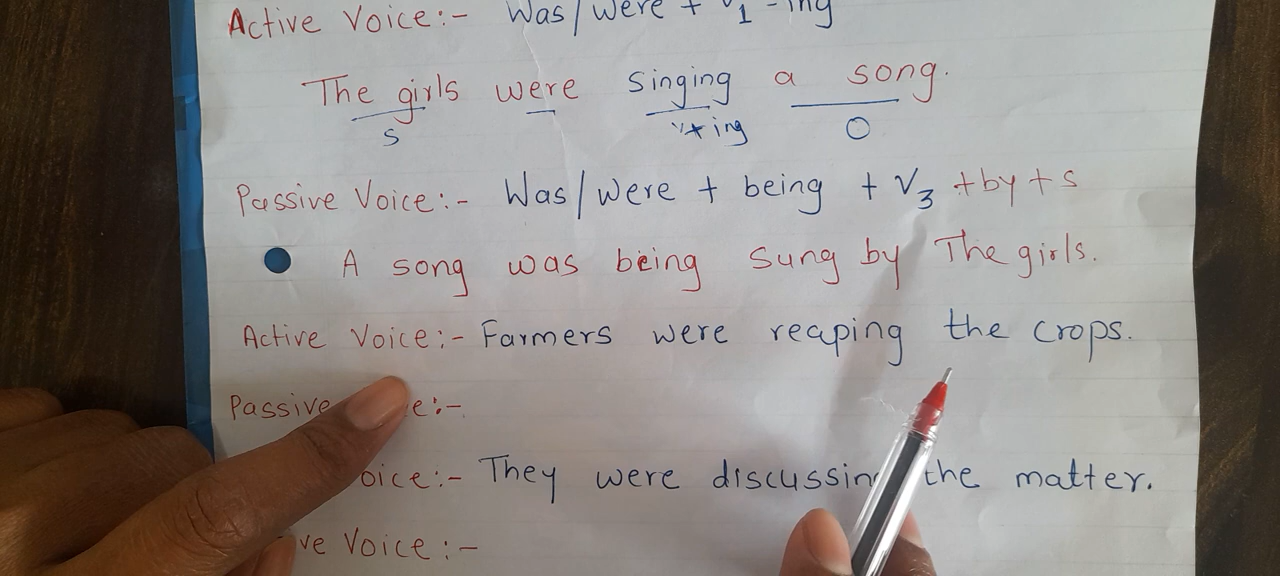 Active Voice:- Was/were + V1 - ing
The girls were singing a song.
S V+ing O
Passive Voice:- Was/were + being + V3 + by + s
A song was being sung by The girls.
Active Voice:- Farmers were reaping the crops.
Passive e:-
oice:- They were discussing the matter.
ve Voice:-